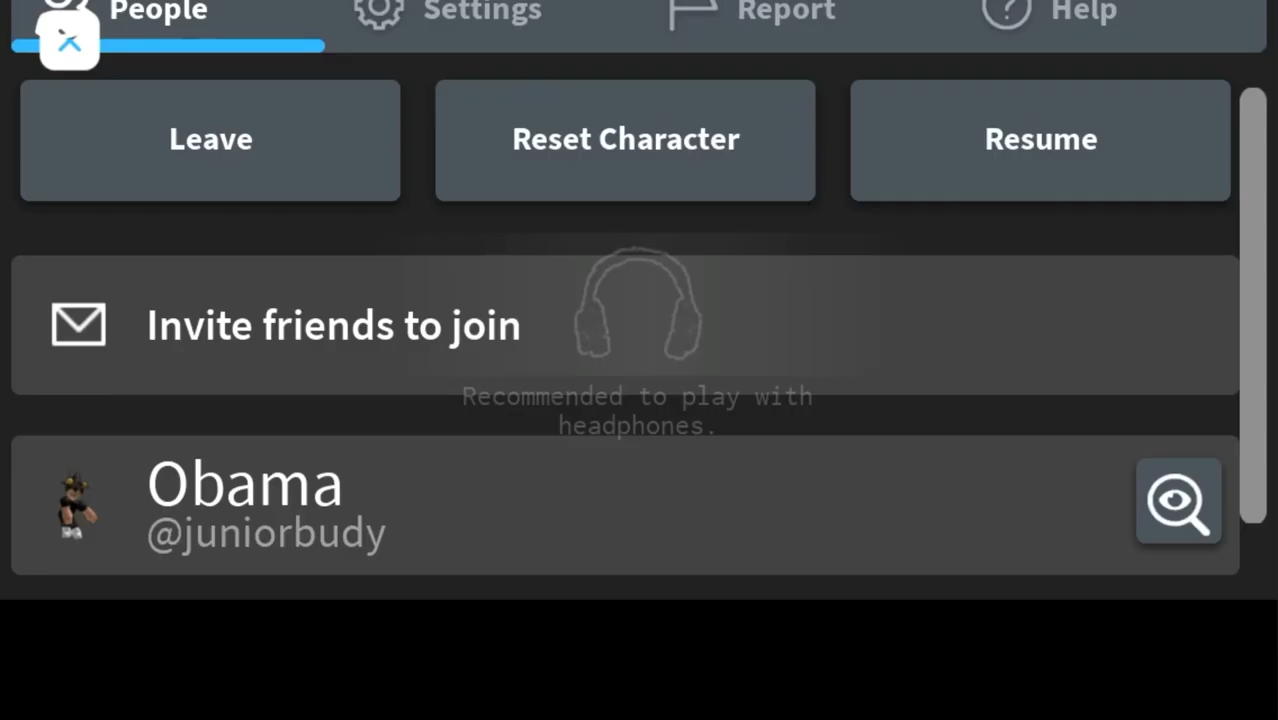 People
Settings
Report
Help
Leave
Reset Character
Resume
Invite friends to join
Recommended to play with
headphones.
Obama
@juniorbudy